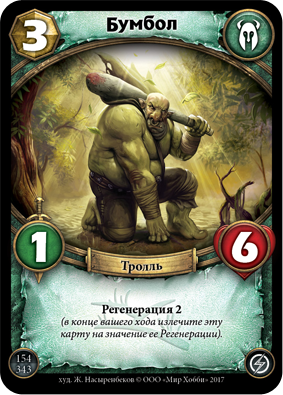 3
Бумбол
1
6
Тролль
Регенерация 2
(в конце вашего хода излечите эту
карту на значение ее Регенерации).
154
343
худ. Ж. Насыренбеков © ООО «Мир Хобби» 2017